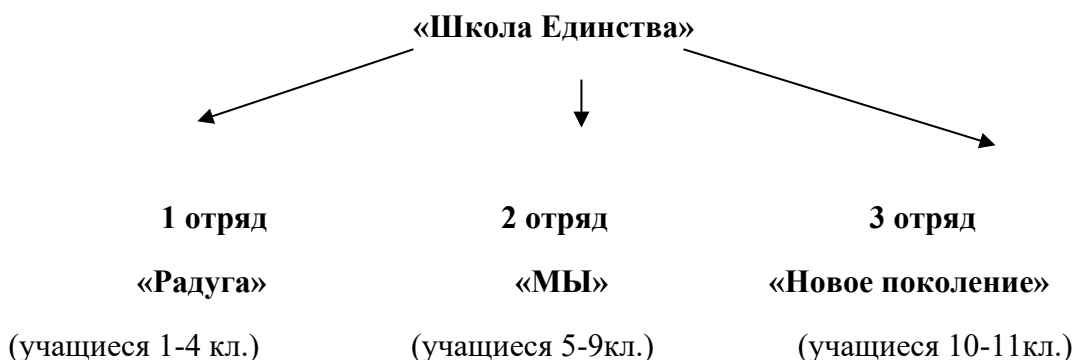 «Школа Единства»
1 отряд 2 отряд 3 отряд
«Радуга» «МЫ» «Новое поколение»
(учащиеся 1-4 кл.) (учащиеся 5-9кл.) (учащиеся 10-11кл.)